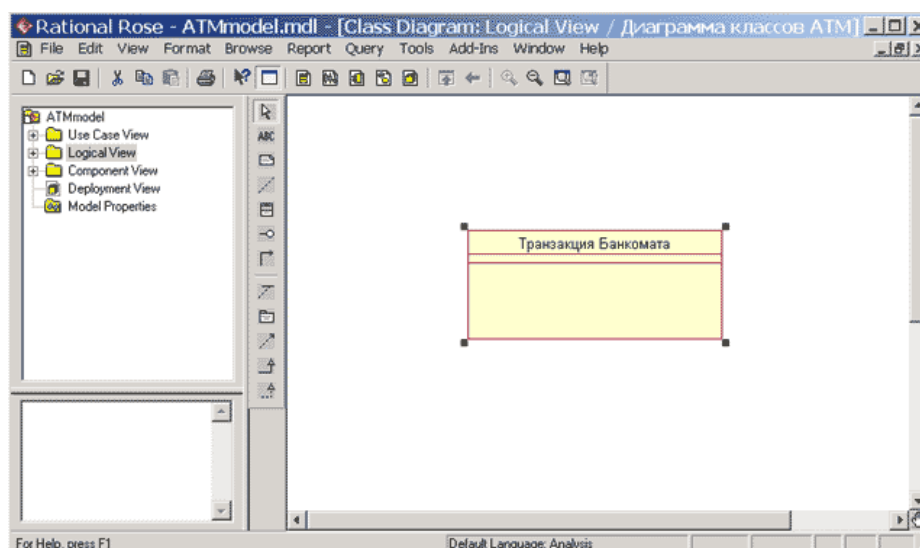 Rational Rose - ATMmodel.mdl - [Class Diagram: Logical View / Диаграмма классов ATM]
File Edit View Format Browse Report Query Tools Add-Ins Window Help
ATMmodel
Use Case View
Logical View
Component View
Deployment View
Model Properties
ABC
Транзакция Банкомата
For Help, press F1
Default Language: Analysis